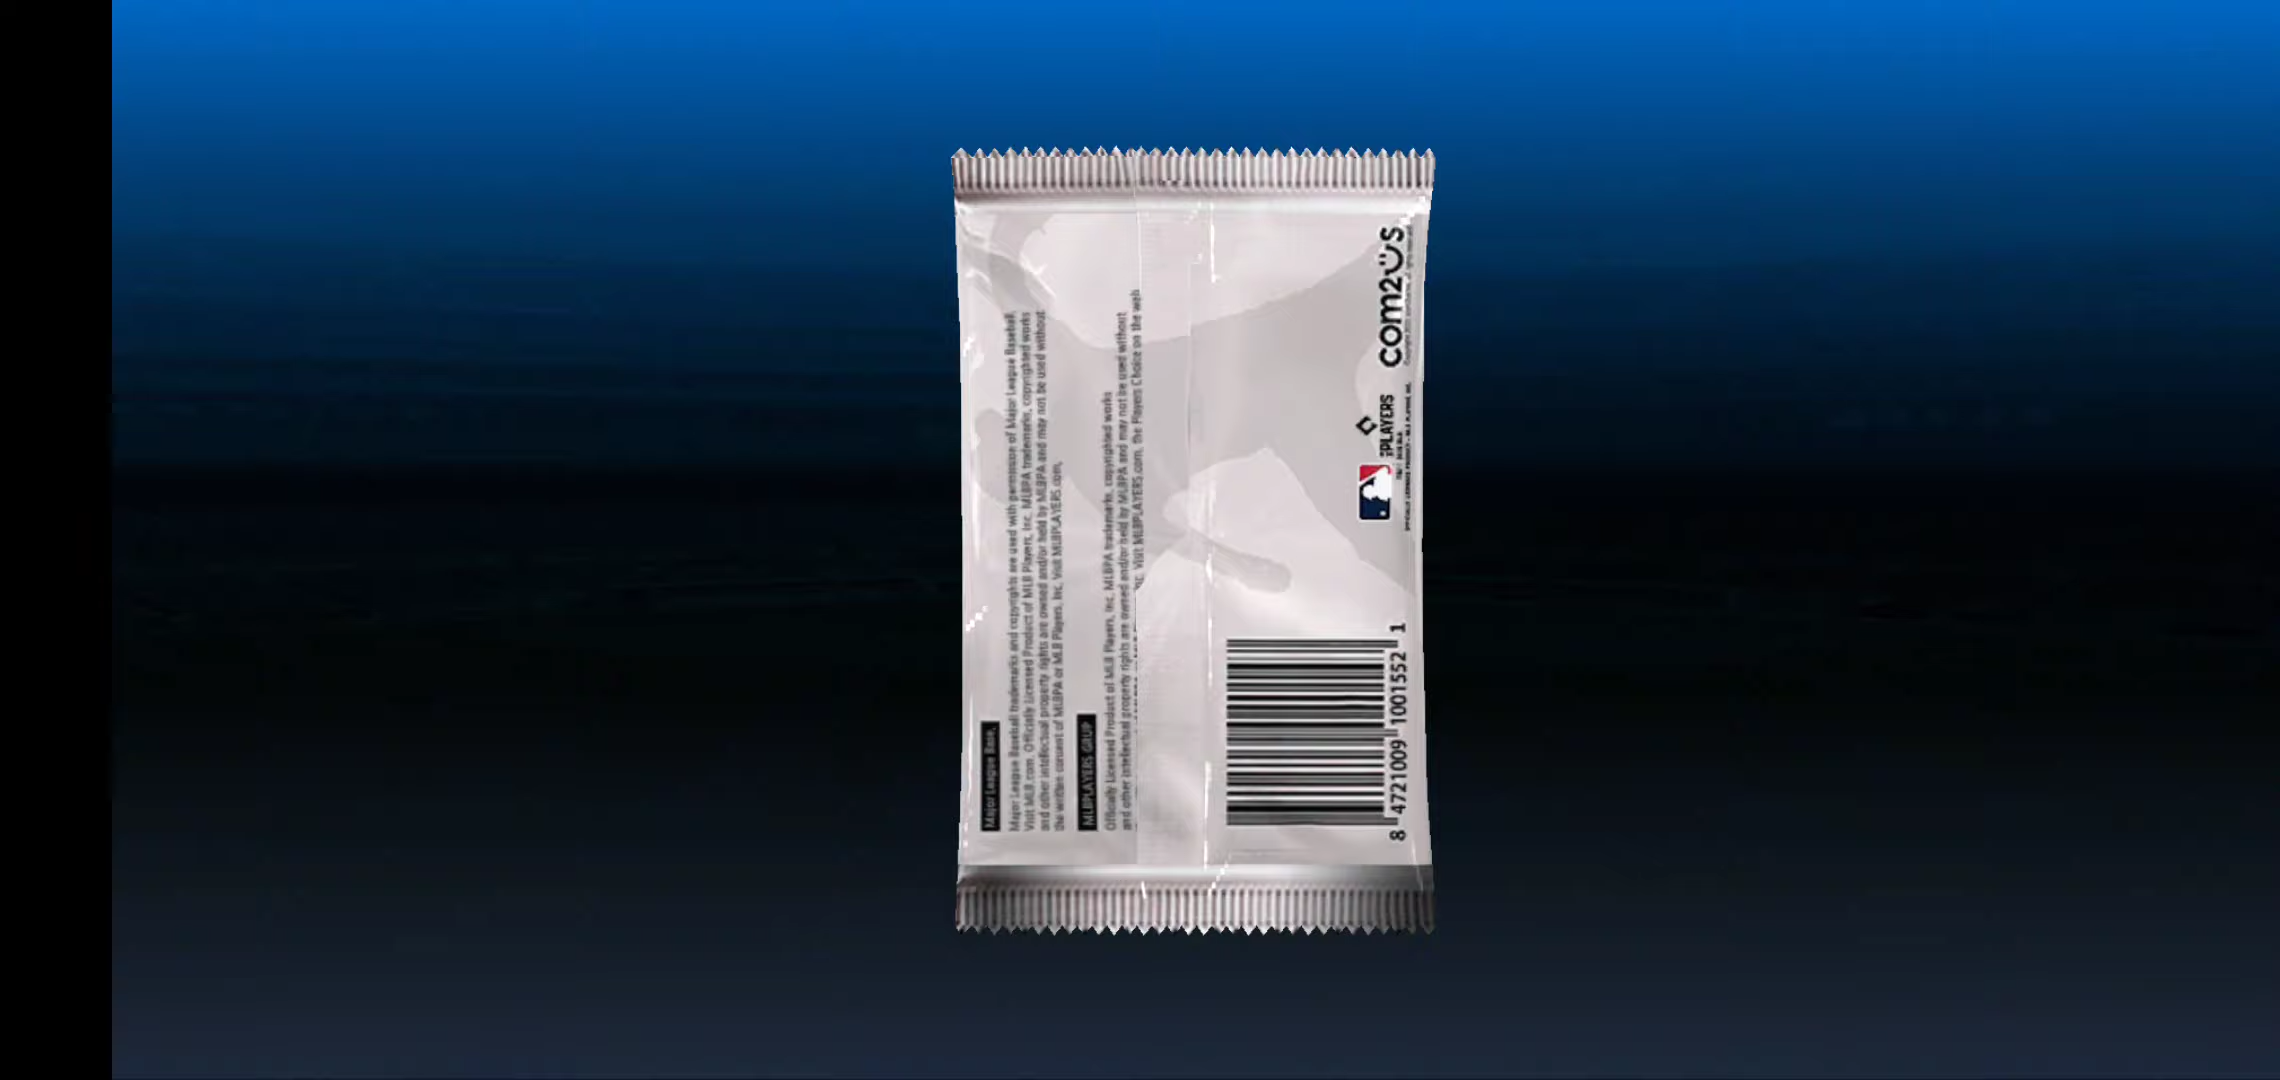 Major League Base.
Major League Baseball trademarks and copyrights are used with permission of Major League Baseball.
Visit MLB.com. Officially Licensed Product of MLB Players, Inc. MLBPA trademarks, copyrighted works
and other intellectual property rights are owned and/or held by MLBPA and may not be used without
the written consent of MLBPA or MLB Players, Inc. Visit MLBPLAYERS.com,
MLBPLAYERS GRUP
Officially Licensed Product of MLB Players, Inc. MLBPA trademarks, copyrighted works
and other intellectual property rights are owned and/or held by MLBPA and may not be used without
Inc. Visit MLBPLAYERS.com, the Players Choice on the web
PLAYERS
com2us
8 4721009 1001552 1